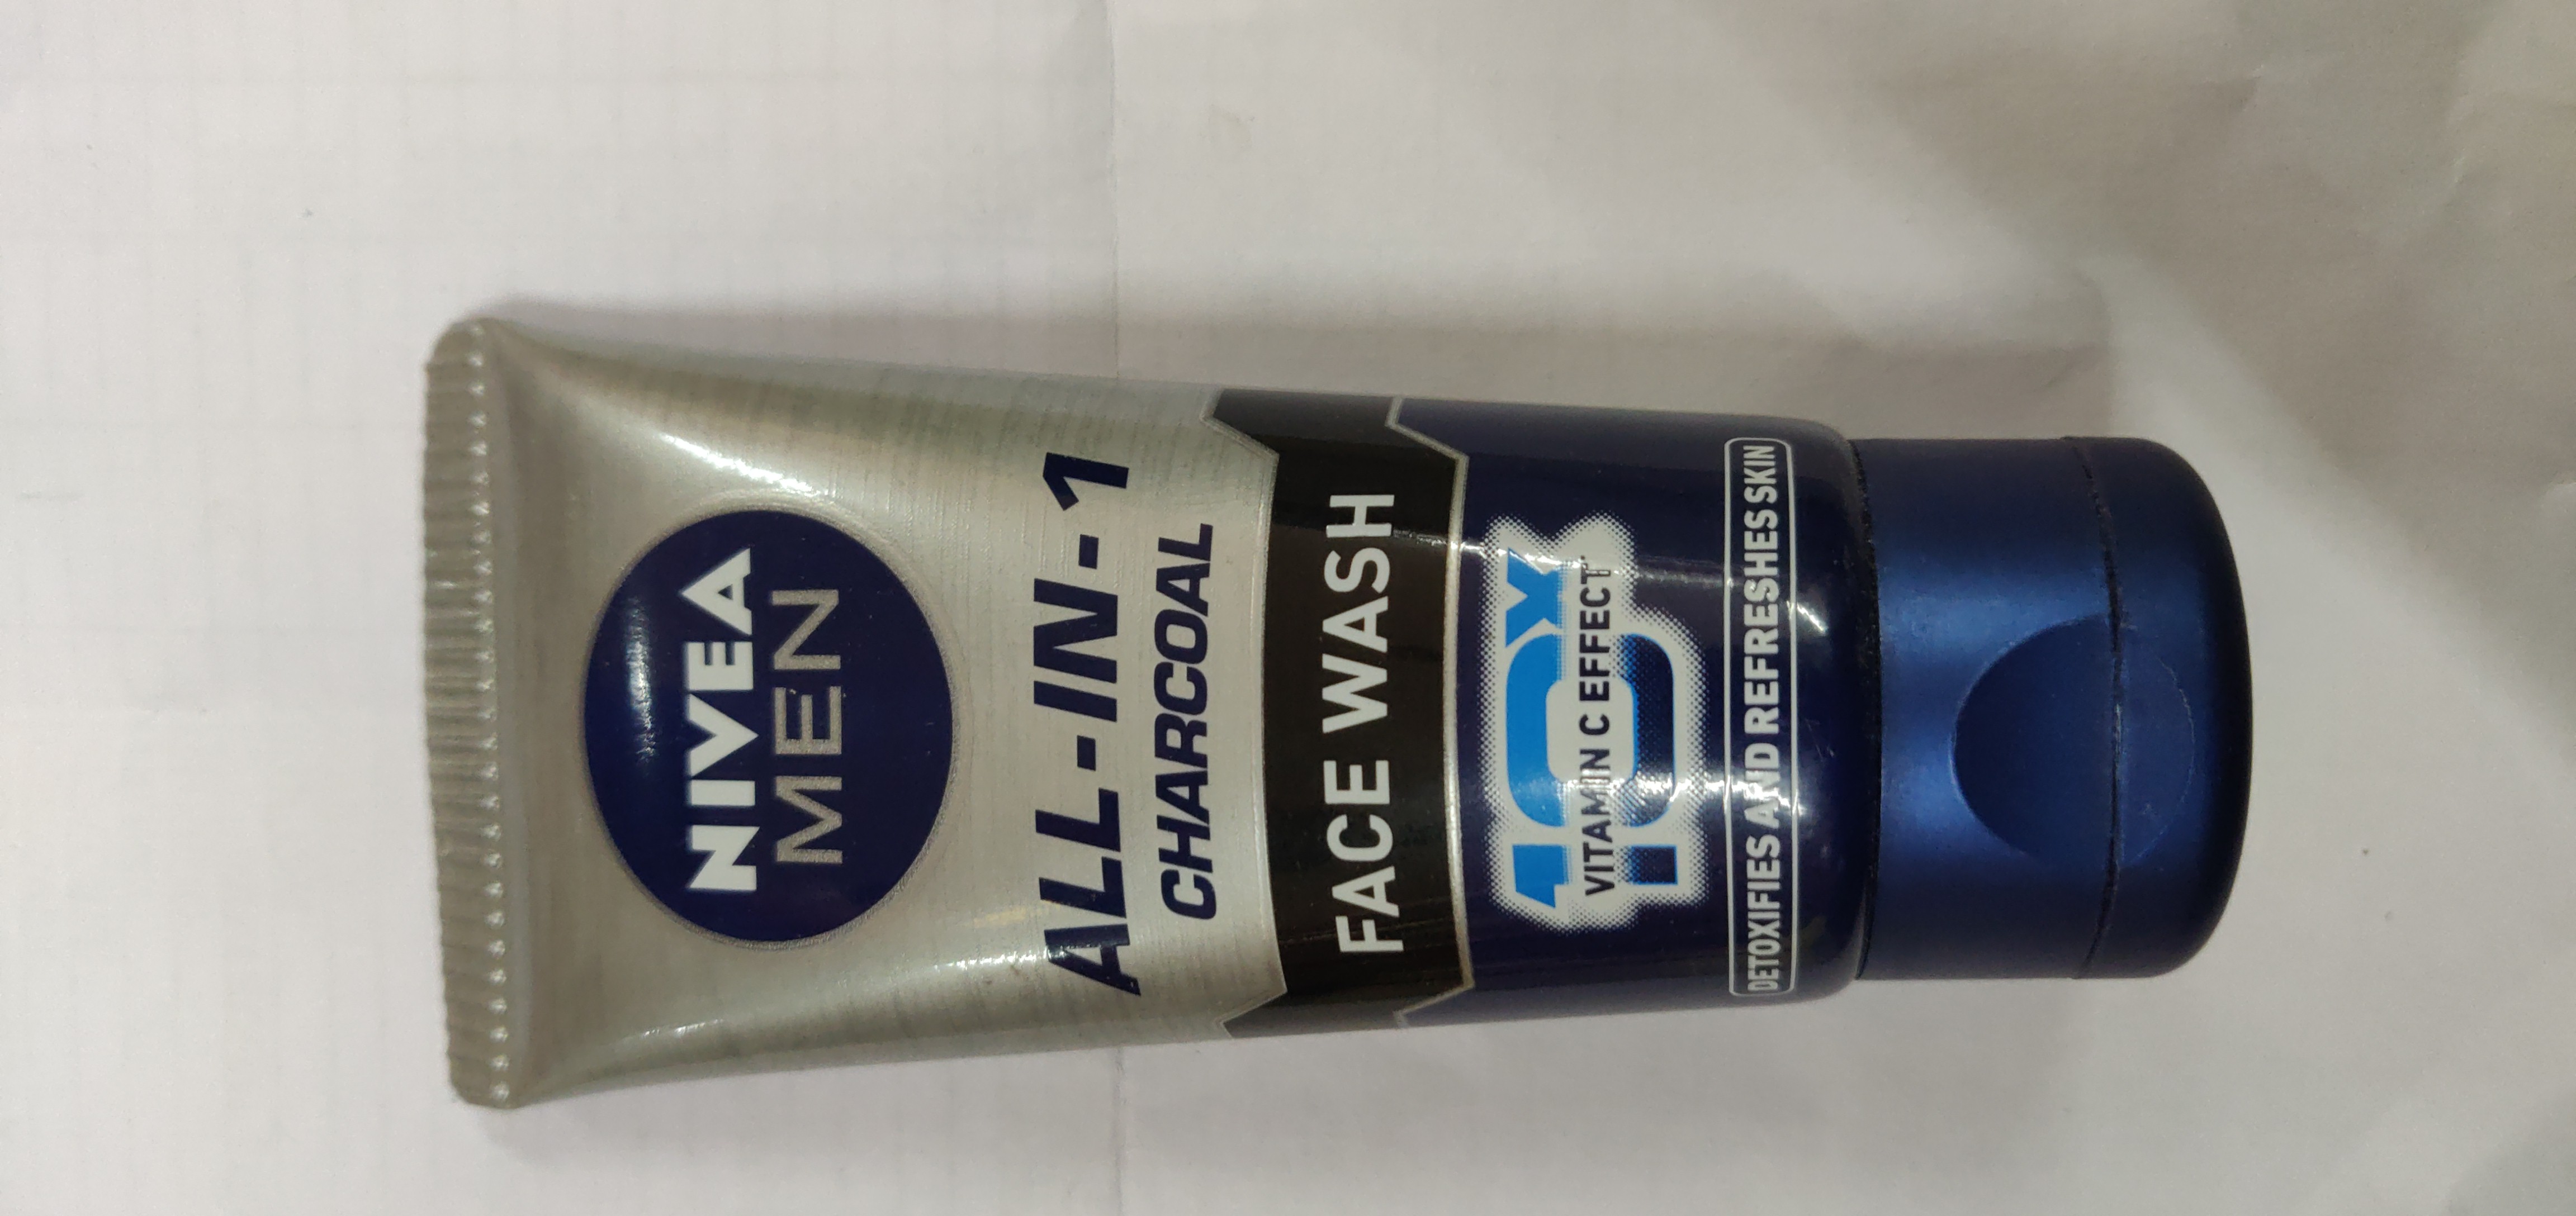 NIVEA
MEN
ALL-IN-1
CHARCOAL
FACE WASH
10X
VITAMIN C EFFECT*
DETOXIFIES AND REFRESHES SKIN